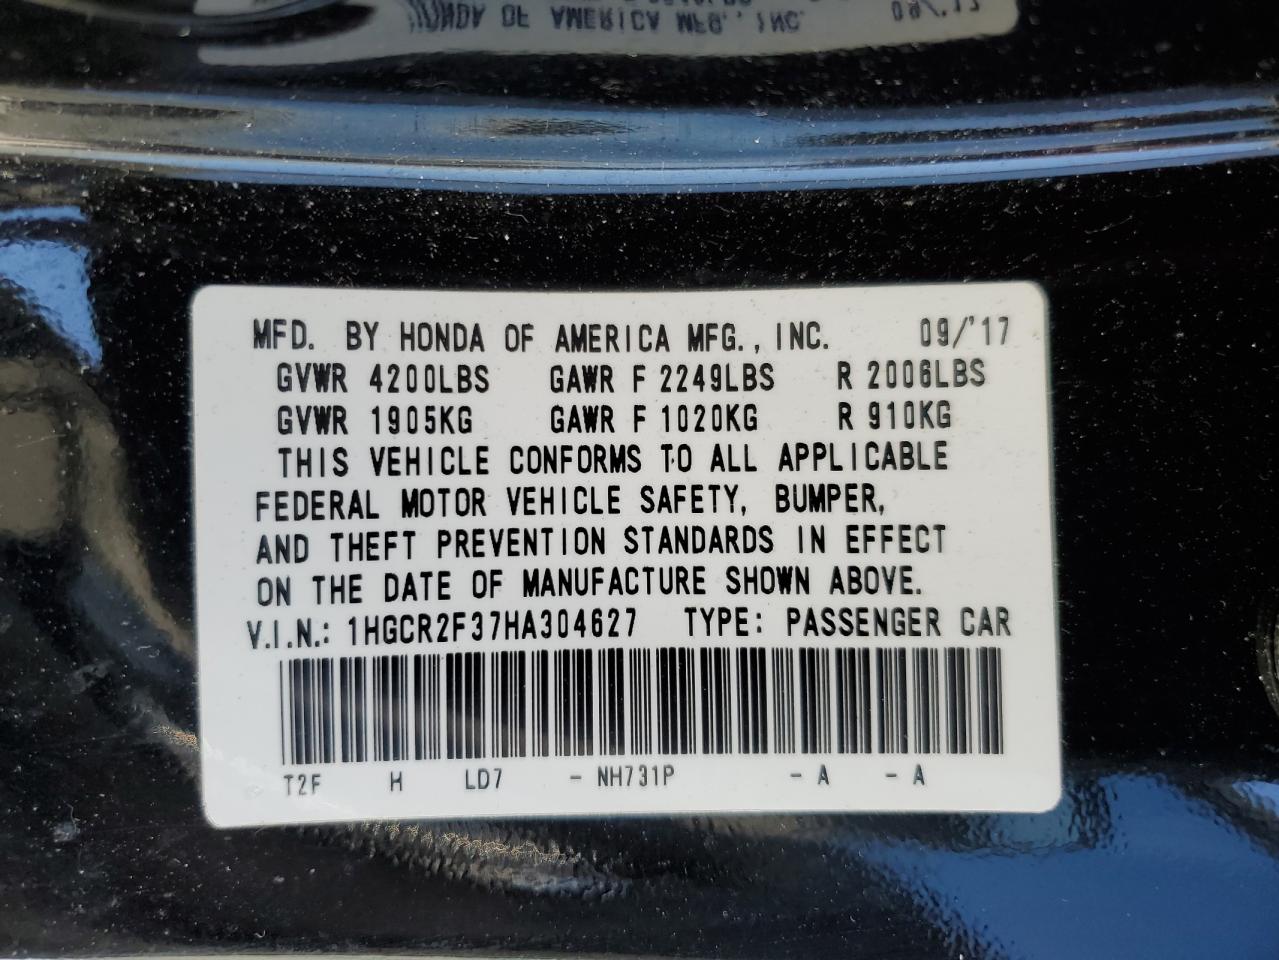 MFD. BY HONDA OF AMERICA MFG., INC. 09/'17
GVWR 4200LBS GAWR F 2249LBS R 2006LBS
GVWR 1905KG GAWR F 1020KG R 910KG
THIS VEHICLE CONFORMS TO ALL APPLICABLE
FEDERAL MOTOR VEHICLE SAFETY, BUMPER,
AND THEFT PREVENTION STANDARDS IN EFFECT
ON THE DATE OF MANUFACTURE SHOWN ABOVE.
V.I.N.: 1HGCR2F37HA304627 TYPE: PASSENGER CAR
T2F H LD7 - NH731P - A - A